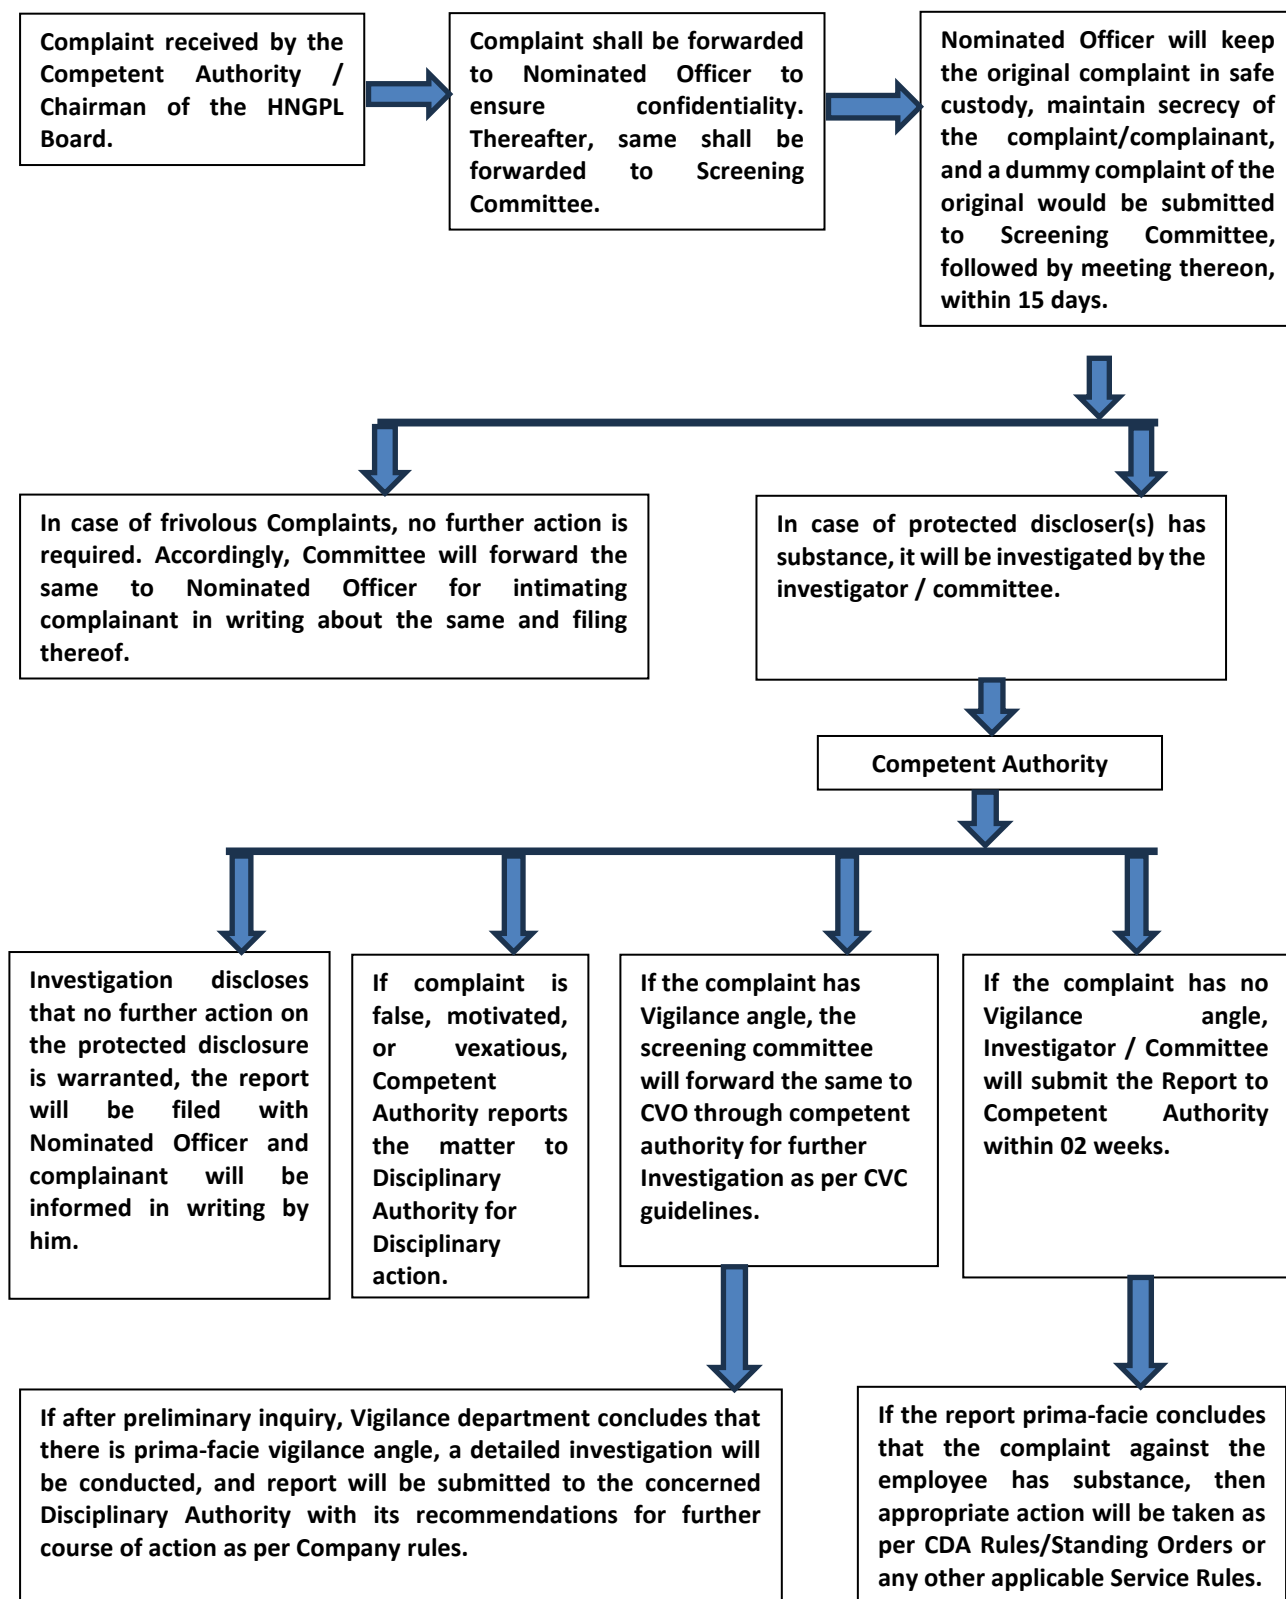 Complaint received by the
Competent Authority /
Chairman of the HNGPL
Board.
Complaint shall be forwarded
to Nominated Officer to
ensure confidentiality.
Thereafter, same shall be
forwarded to Screening
Committee.
Nominated Officer will keep
the original complaint in safe
custody, maintain secrecy of
the complaint/complainant,
and a dummy complaint of the
original would be submitted
to Screening Committee,
followed by meeting thereon,
within 15 days.
In case of frivolous Complaints, no further action is
required. Accordingly, Committee will forward the
same to Nominated Officer for intimating
complainant in writing about the same and filing
thereof.
In case of protected discloser(s) has
substance, it will be investigated by the
investigator / committee.
Competent Authority
Investigation discloses
that no further action on
the protected disclosure
is warranted, the report
will be filed with
Nominated Officer and
complainant will be
informed in writing by
him.
If complaint is
false, motivated,
or vexatious,
Competent
Authority reports
the matter to
Disciplinary
Authority for
Disciplinary
action.
If the complaint has
Vigilance angle, the
screening committee
will forward the same to
CVO through competent
authority for further
Investigation as per CVC
guidelines.
If the complaint has no
Vigilance angle,
Investigator / Committee
will submit the Report to
Competent Authority
within 02 weeks.
If after preliminary inquiry, Vigilance department concludes that
there is prima-facie vigilance angle, a detailed investigation will
be conducted, and report will be submitted to the concerned
Disciplinary Authority with its recommendations for further
course of action as per Company rules.
If the report prima-facie concludes
that the complaint against the
employee has substance, then
appropriate action will be taken as
per CDA Rules/Standing Orders or
any other applicable Service Rules.